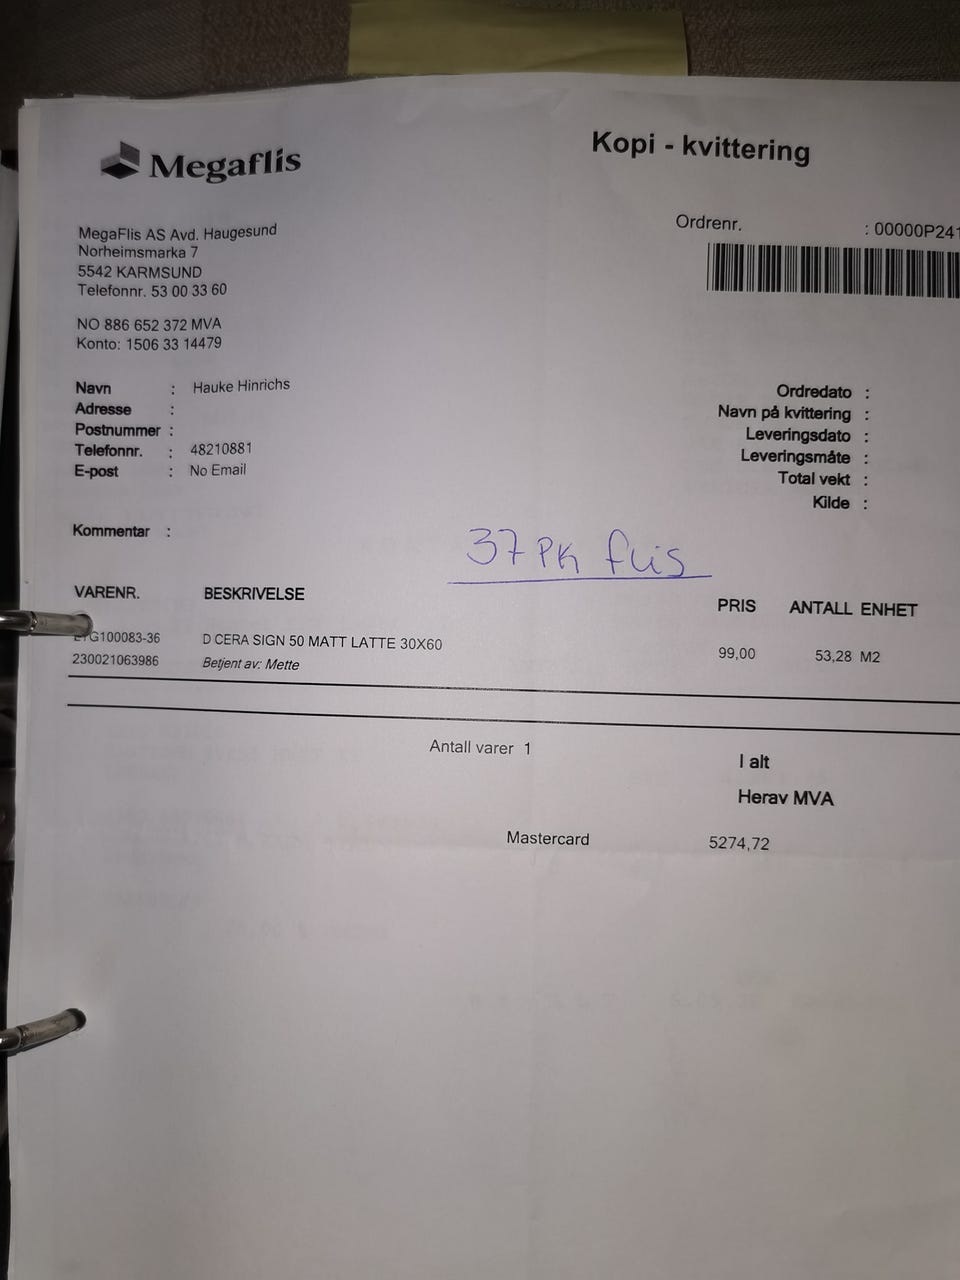 Megaflis
Kopi - kvittering
MegaFlis AS Avd. Haugesund
Norheimsmarka 7
5542 KARMSUND
Telefonnr. 53 00 33 60
NO 886 652 372 MVA
Konto: 1506 33 14479
Ordrenr. : 00000P241
Navn : Hauke Hinrichs
Adresse :
Postnummer :
Telefonnr. : 48210881
E-post : No Email
Ordredato :
Navn på kvittering :
Leveringsdato :
Leveringsmåte :
Total vekt :
Kilde :
Kommentar :
37 PK flis
VARENR. BESKRIVELSE PRIS ANTALL ENHET
D CERA SIGN 50 MATT LATTE 30X60 99,00 53,28 M2
230021063986 Betjent av: Mette
Antall varer 1
I alt
Herav MVA
Mastercard 5274,72